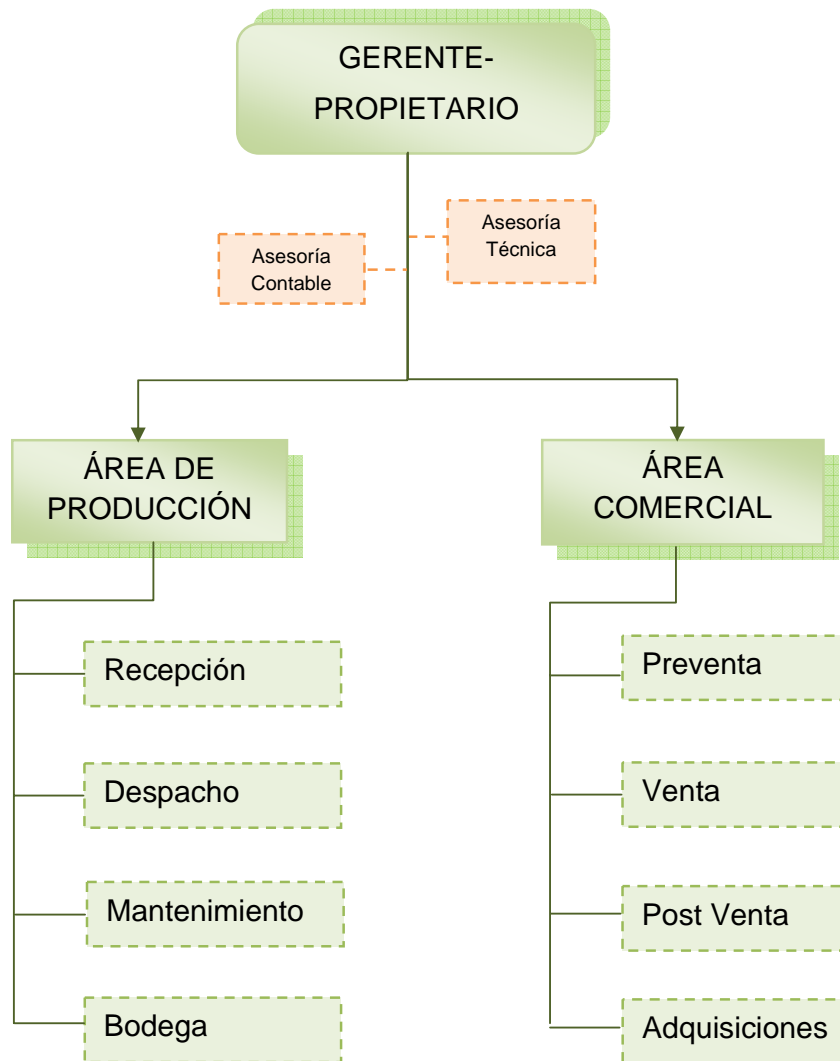 GERENTE-
PROPIETARIO
Asesoría
Técnica
Asesoría
Contable
ÁREA DE
PRODUCCIÓN
ÁREA
COMERCIAL
Recepción
Despacho
Mantenimiento
Bodega
Preventa
Venta
Post Venta
Adquisiciones